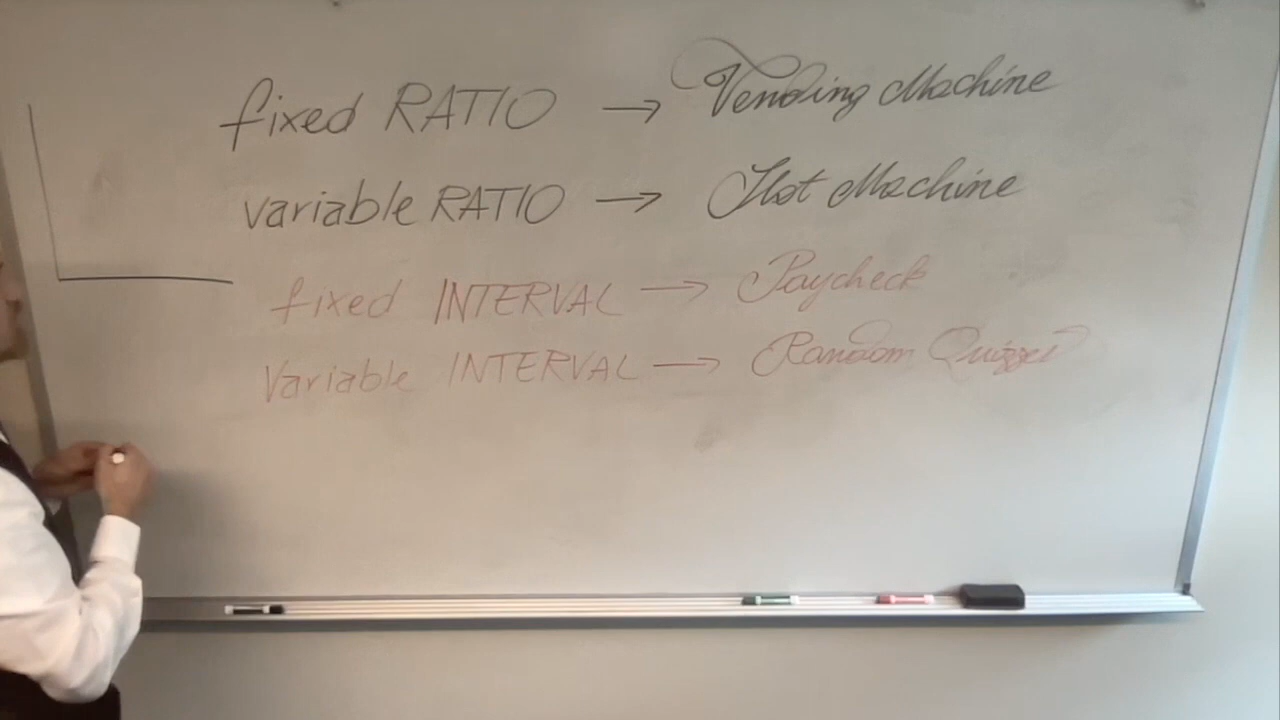 fixed RATIO → Vending Machine
variable RATIO → Slot Machine
fixed INTERVAL → Paycheck
Variable INTERVAL → Random Quizzes